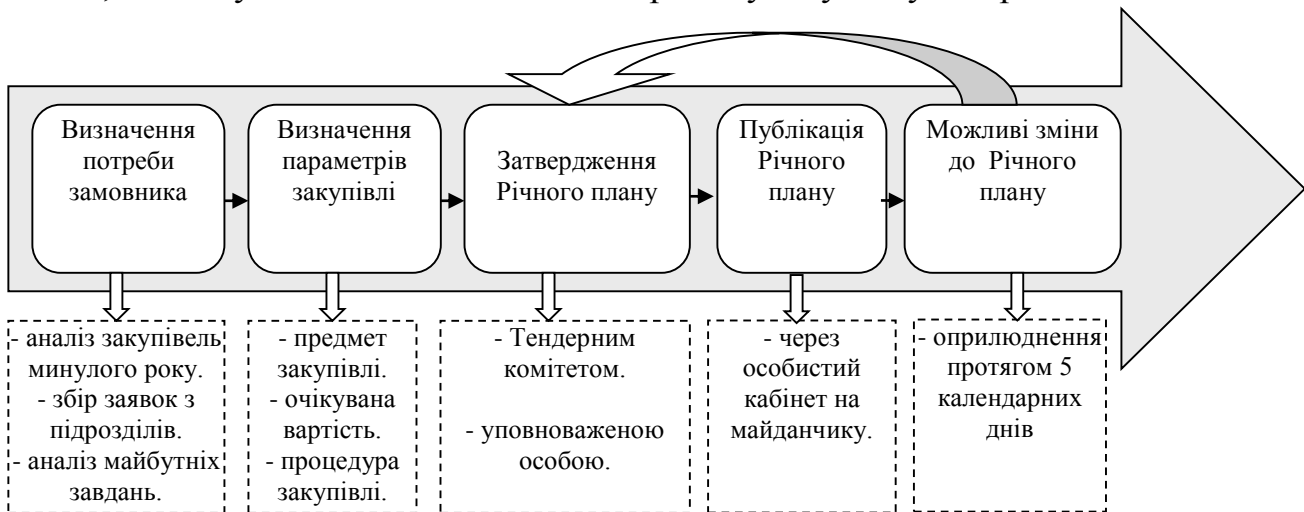 Визначення
потреби
замовника
Визначення
параметрів
закупівлі
Затвердження
Річного плану
Публікація
Річного
плану
Можливі зміни
до Річного
плану
- аналіз закупівель
минулого року.
- збір заявок з
підрозділів.
- аналіз майбутніх
завдань.
- предмет
закупівлі.
- очікувана
вартість.
- процедура
закупівлі.
- Тендерним
комітетом.
- уповноваженою
особою.
- через
особистий
кабінет на
майданчику.
- оприлюднення
протягом 5
календарних
днів